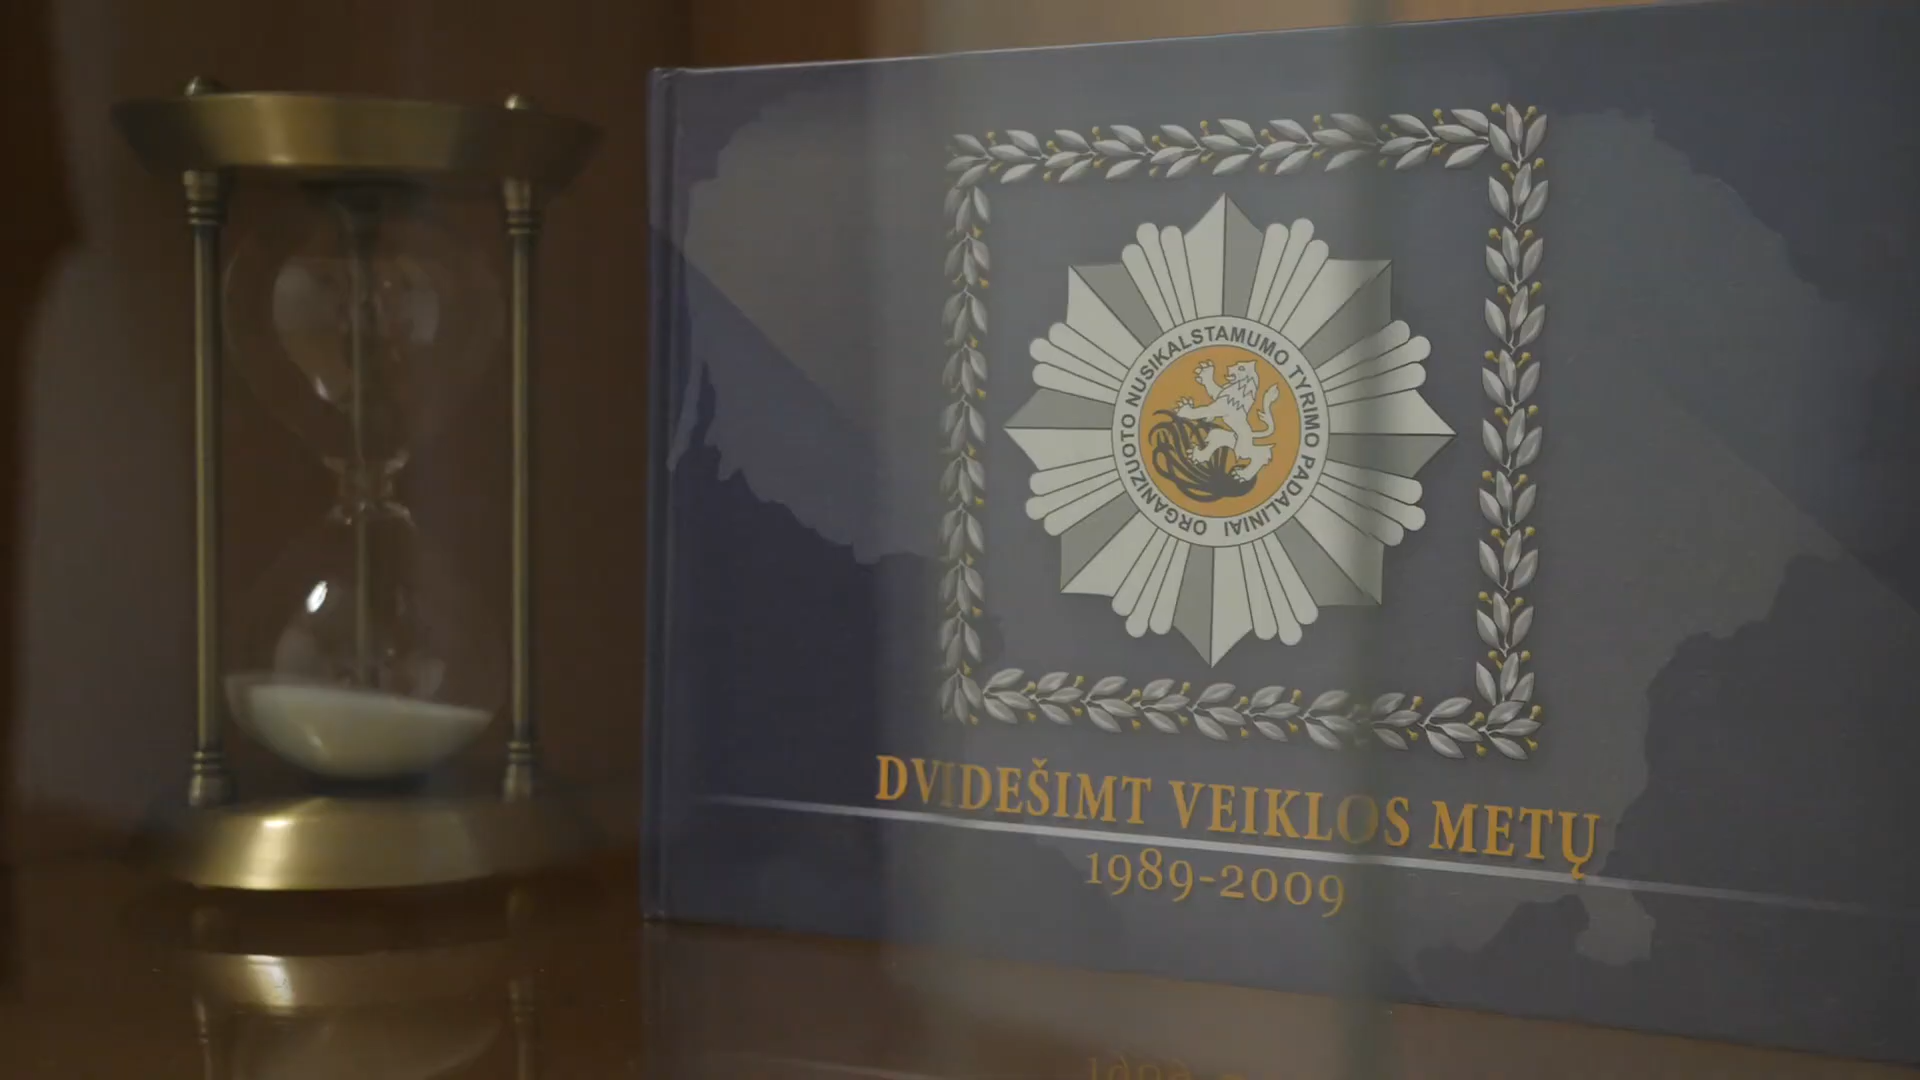 ORGANIZUOTO NUSIKALSTAMUMO TYRIMO PADALINIAI
DVIDEŠIMT VEIKLOS METŲ
1989-2009